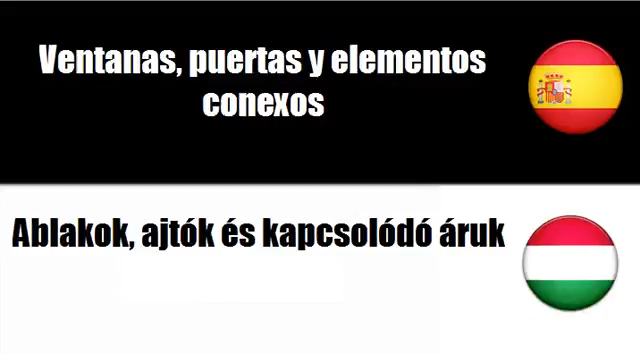 Ventanas, puertas y elementos
conexos
Ablakok, ajtók és kapcsolódó áruk